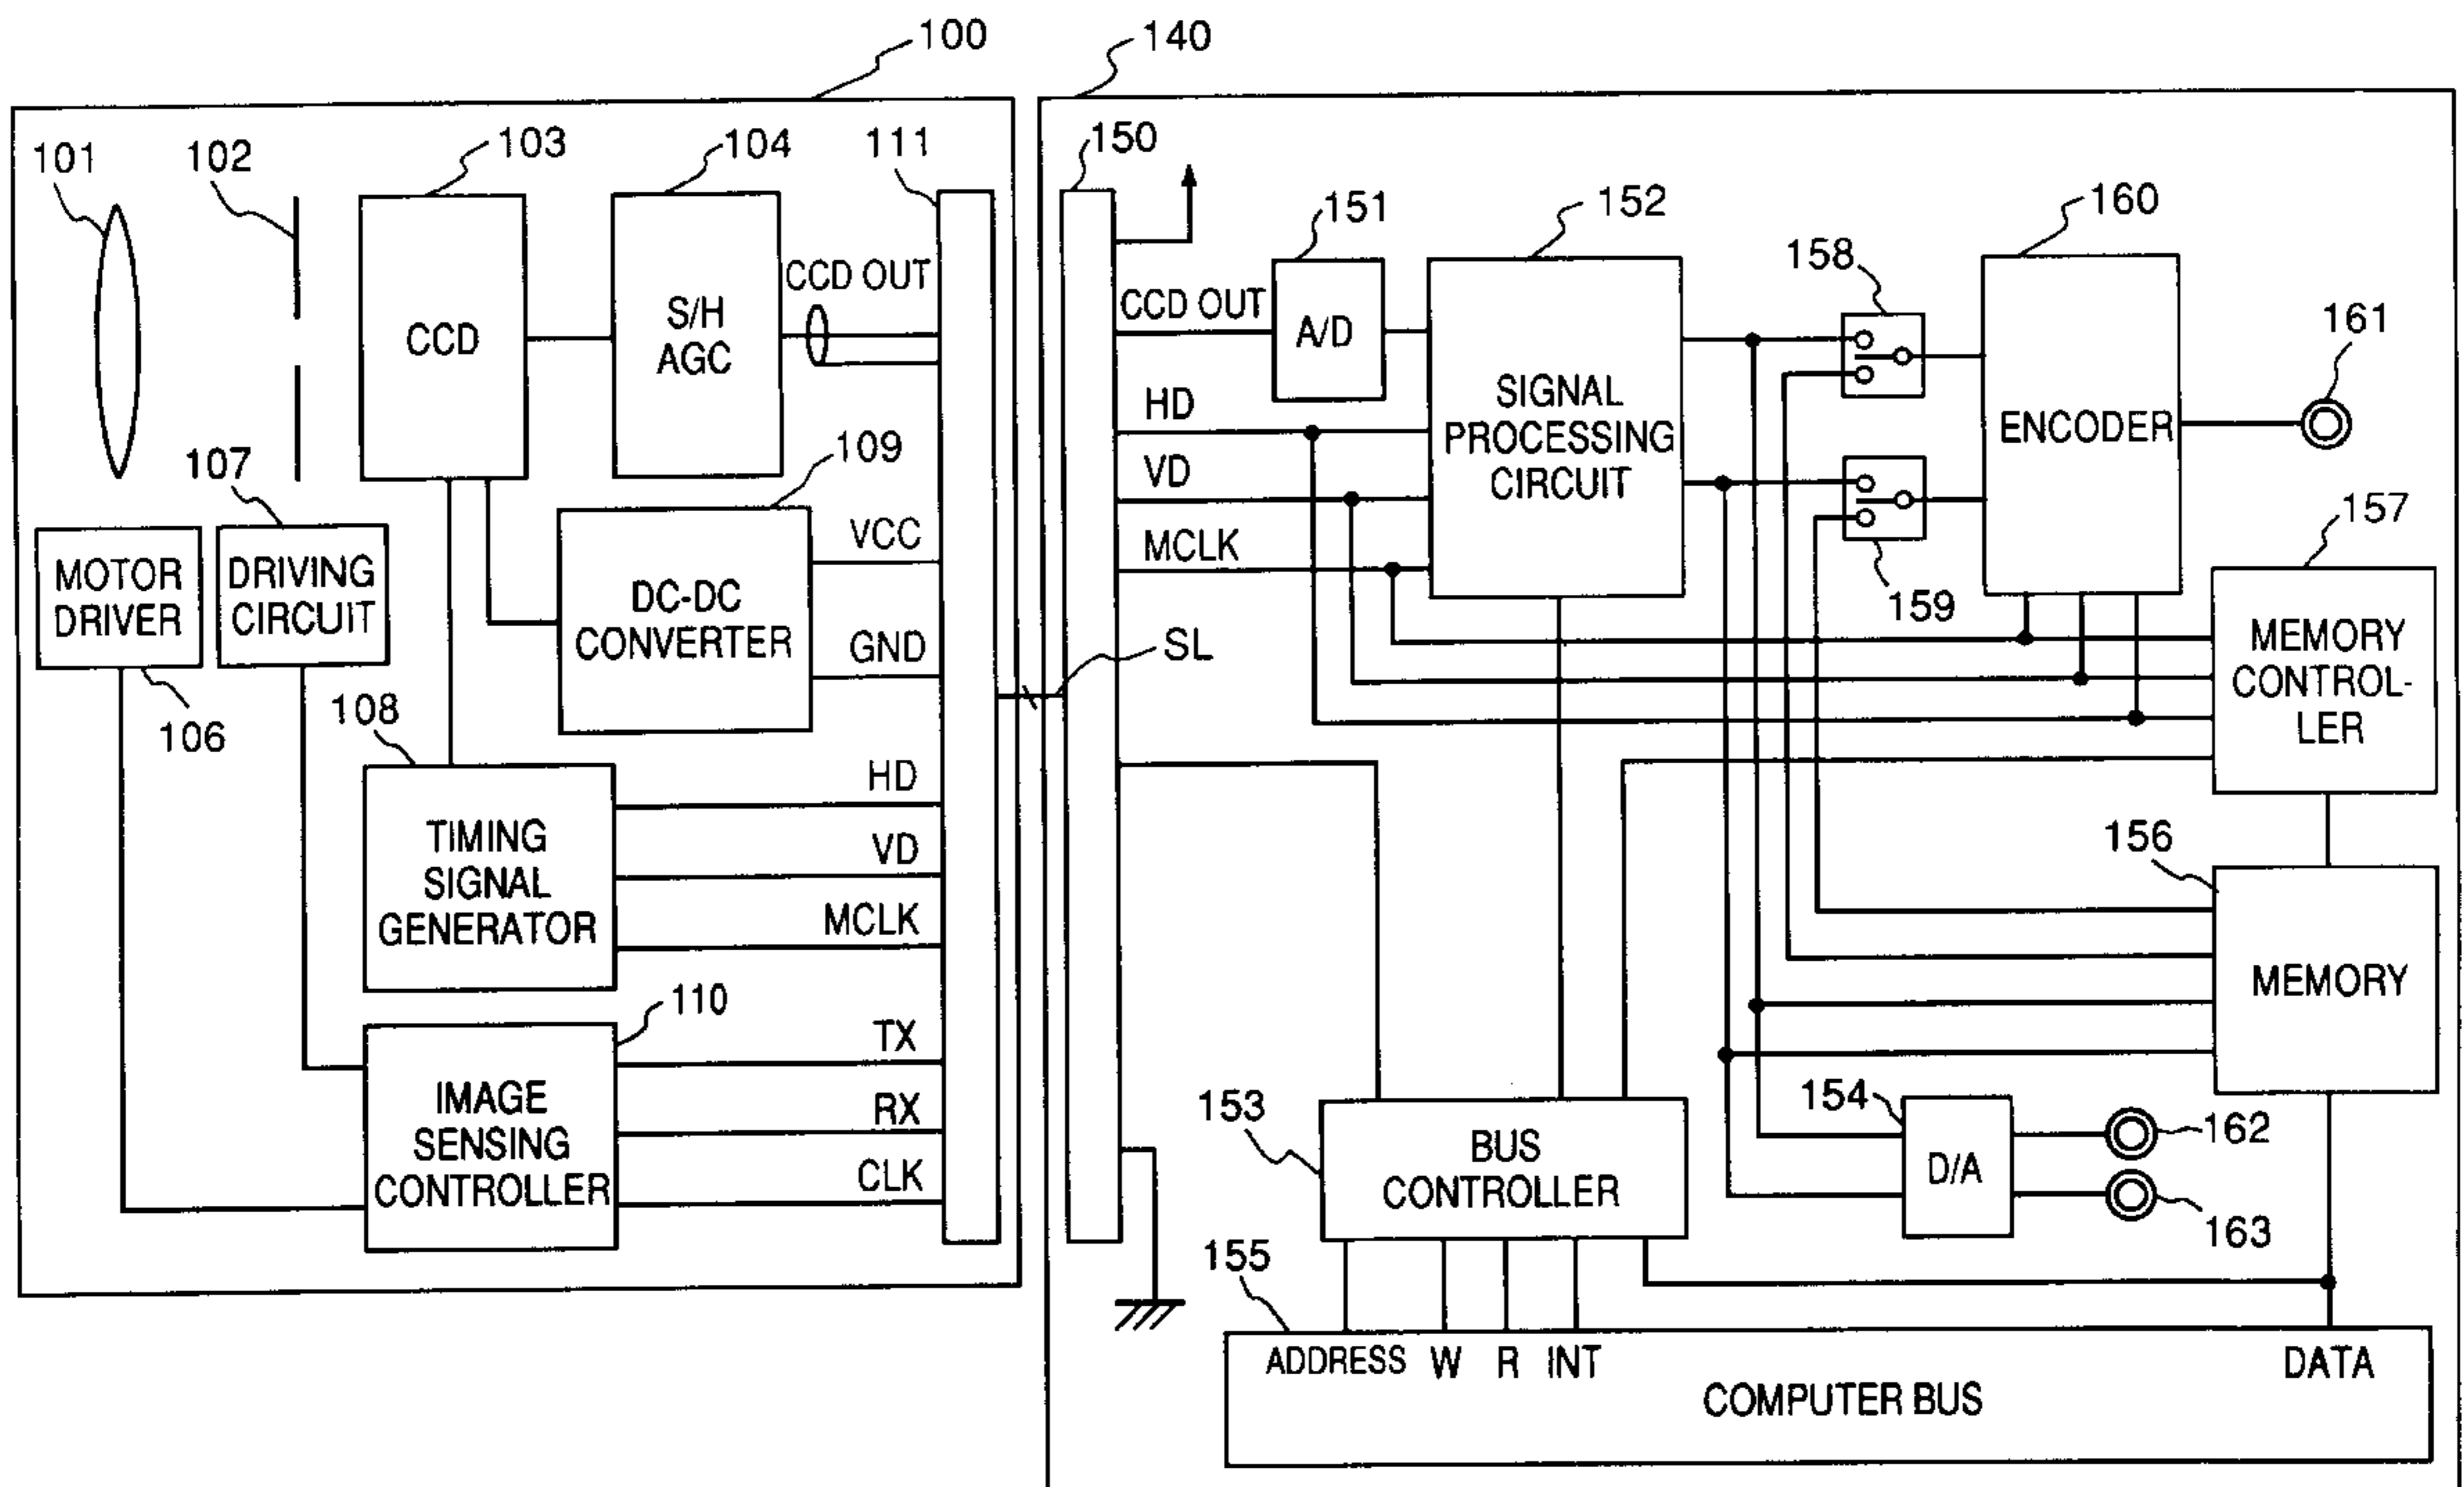 100
140
101
102
103
104
111
150
151
152
158
160
161
CCD OUT
CCD OUT
CCD
S/H
AGC
A/D
HD
VD
MCLK
SIGNAL
PROCESSING
CIRCUIT
ENCODER
159
157
107
109
MOTOR
DRIVER
DRIVING
CIRCUIT
DC-DC
CONVERTER
VCC
GND
SL
106
108
MEMORY
CONTROL-
LER
TIMING
SIGNAL
GENERATOR
HD
VD
MCLK
156
MEMORY
110
IMAGE
SENSING
CONTROLLER
TX
RX
CLK
153
BUS
CONTROLLER
154
D/A
162
163
155
ADDRESS W R INT DATA
COMPUTER BUS